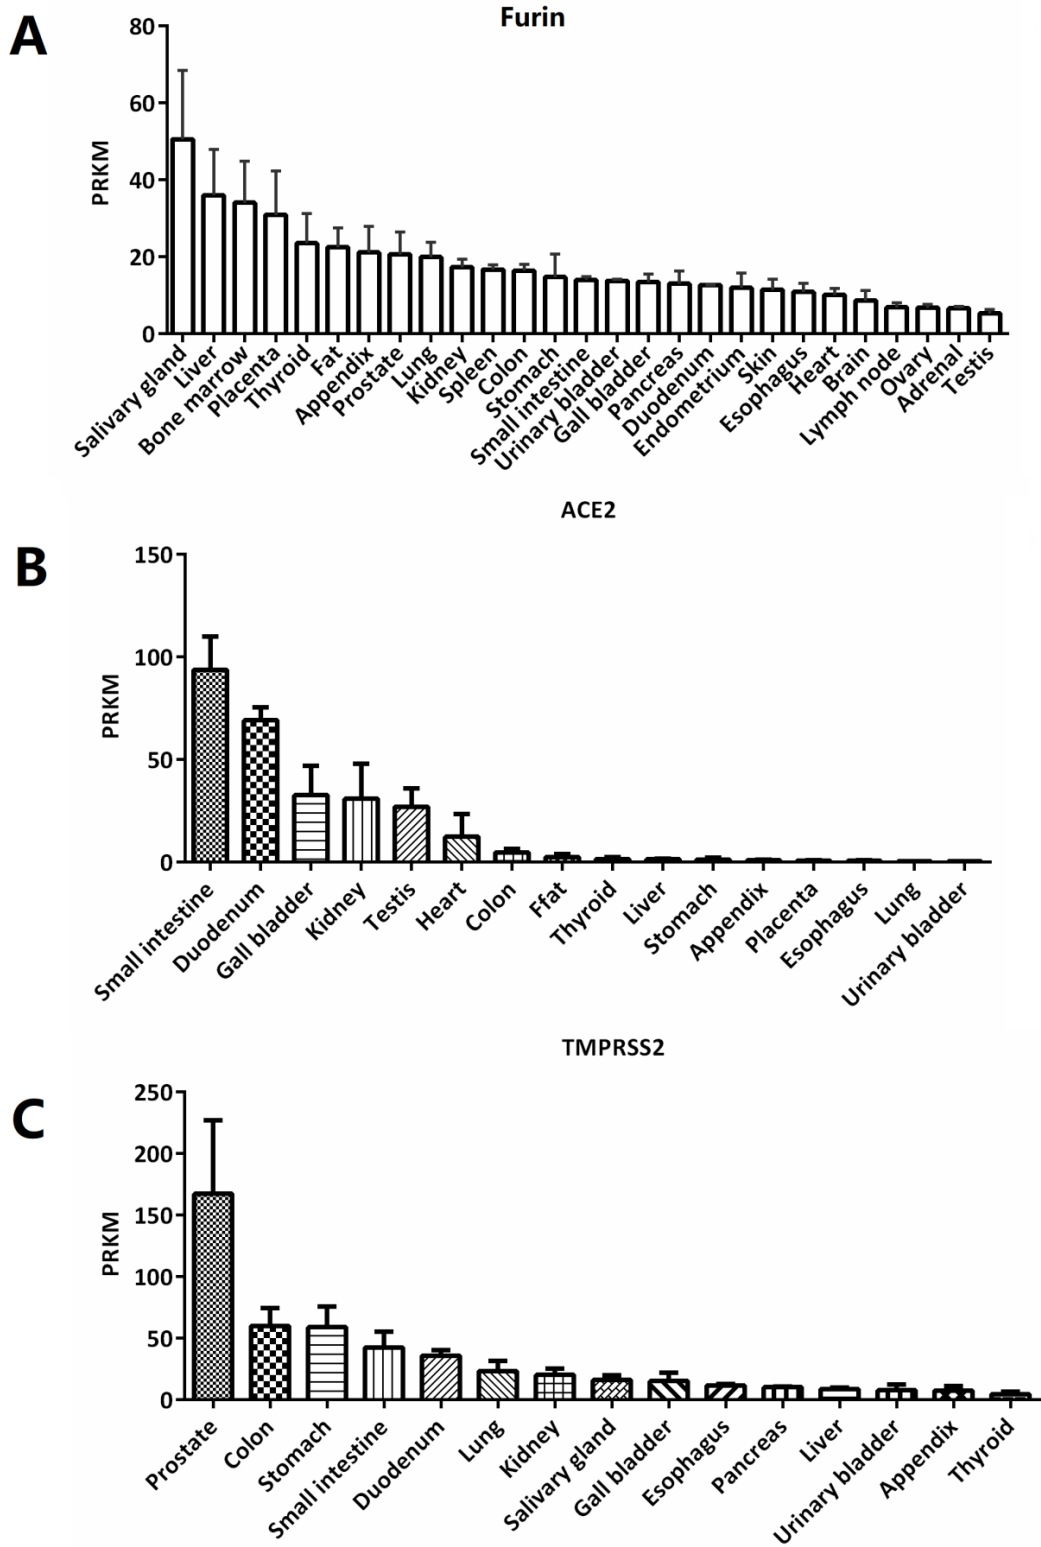 A
Furin
PRKM
80
60
40
20
0
Salivary gland
Liver
Bone marrow
Placenta
Thyroid
Fat
Appendix
Prostate
Lung
Kidney
Spleen
Colon
Stomach
Small intestine
Urinary bladder
Gall bladder
Pancreas
Duodenum
Endometrium
Skin
Esophagus
Heart
Brain
Lymph node
Ovary
Adrenal
Testis
B
ACE2
PRKM
150
100
50
0
Small intestine
Duodenum
Gall bladder
Kidney
Testis
Heart
Colon
Ffat
Thyroid
Liver
Stomach
Appendix
Placenta
Esophagus
Lung
Urinary bladder
C
TMPRSS2
PRKM
250
200
150
100
50
0
Prostate
Colon
Stomach
Small intestine
Duodenum
Lung
Kidney
Salivary gland
Gall bladder
Esophagus
Pancreas
Liver
Urinary bladder
Appendix
Thyroid